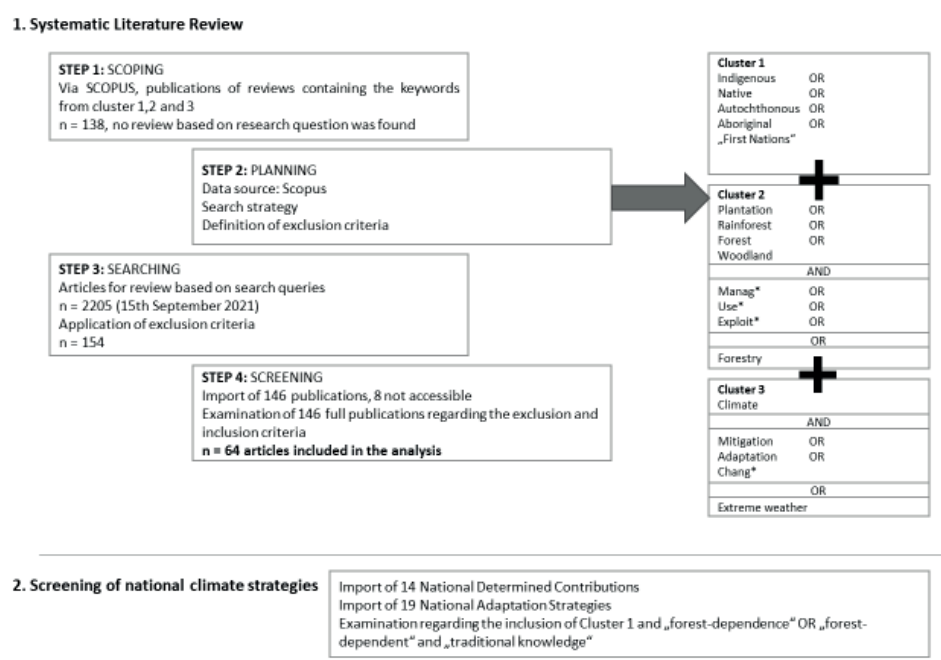 1. Systematic Literature Review
STEP 1: SCOPING
Via SCOPUS, publications of reviews containing the keywords
from cluster 1,2 and 3
n = 138, no review based on research question was found
STEP 2: PLANNING
Data source: Scopus
Search strategy
Definition of exclusion criteria
STEP 3: SEARCHING
Articles for review based on search queries
n = 2205 (15th September 2021)
Application of exclusion criteria
n = 154
STEP 4: SCREENING
Import of 146 publications, 8 not accessible
Examination of 146 full publications regarding the exclusion and
inclusion criteria
n = 64 articles included in the analysis
Cluster 1
Indigenous OR
Native OR
Autochthonous OR
Aboriginal OR
„First Nations“
Cluster 2
Plantation OR
Rainforest OR
Forest OR
Woodland
AND
Manag* OR
Use* OR
Exploit* OR
OR
Forestry
Cluster 3
Climate
AND
Mitigation OR
Adaptation OR
Chang*
OR
Extreme weather
2. Screening of national climate strategies
Import of 14 National Determined Contributions
Import of 19 National Adaptation Strategies
Examination regarding the inclusion of Cluster 1 and „forest-dependence“ OR „forest-
dependent“ and „traditional knowledge“